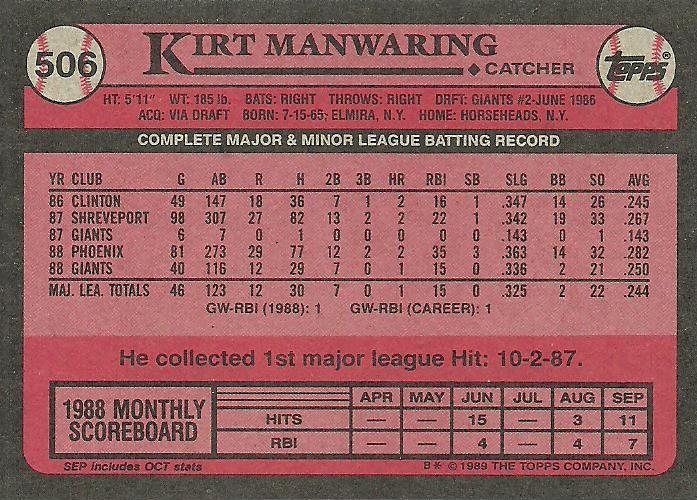 506
KIRT MANWARING
Topps®
CATCHER
HT: 5'11" WT: 185 lb. BATS: RIGHT THROWS: RIGHT DRFT: GIANTS #2-JUNE 1986
ACQ: VIA DRAFT BORN: 7-15-65, ELMIRA, N.Y. HOME: HORSEHEADS, N.Y.
COMPLETE MAJOR & MINOR LEAGUE BATTING RECORD
YR CLUB G AB R H 2B 3B HR RBI SB SLG BB SO AVG
86 CLINTON 49 147 18 36 7 1 2 16 1 .347 14 26 .245
87 SHREVEPORT 98 307 27 82 13 2 2 22 1 .342 19 33 .267
87 GIANTS 6 7 0 1 0 0 0 0 0 .143 0 1 .143
88 PHOENIX 81 273 29 77 12 2 2 35 3 .363 14 32 .282
88 GIANTS 40 116 12 29 7 0 1 15 0 .336 2 21 .250
MAJ. LEA. TOTALS 46 123 12 30 7 0 1 15 0 .325 2 22 .244
GW-RBI (1988): 1 GW-RBI (CAREER): 1
He collected 1st major league Hit: 10-2-87.
1988 MONTHLY SCOREBOARD
APR MAY JUN JUL AUG SEP
HITS — — 15 — 3 11
RBI — — 4 — 4 7
SEP includes OCT stats
B* © 1989 THE TOPPS COMPANY, INC.